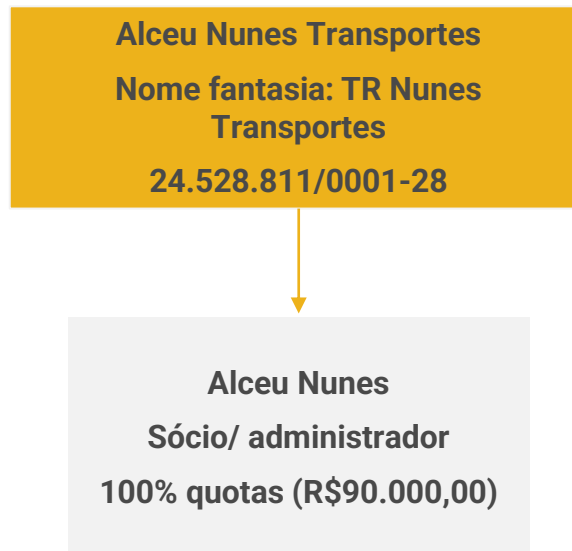 Alceu Nunes Transportes
Nome fantasia: TR Nunes
Transportes
24.528.811/0001-28
Alceu Nunes
Sócio/ administrador
100% quotas (R$90.000,00)